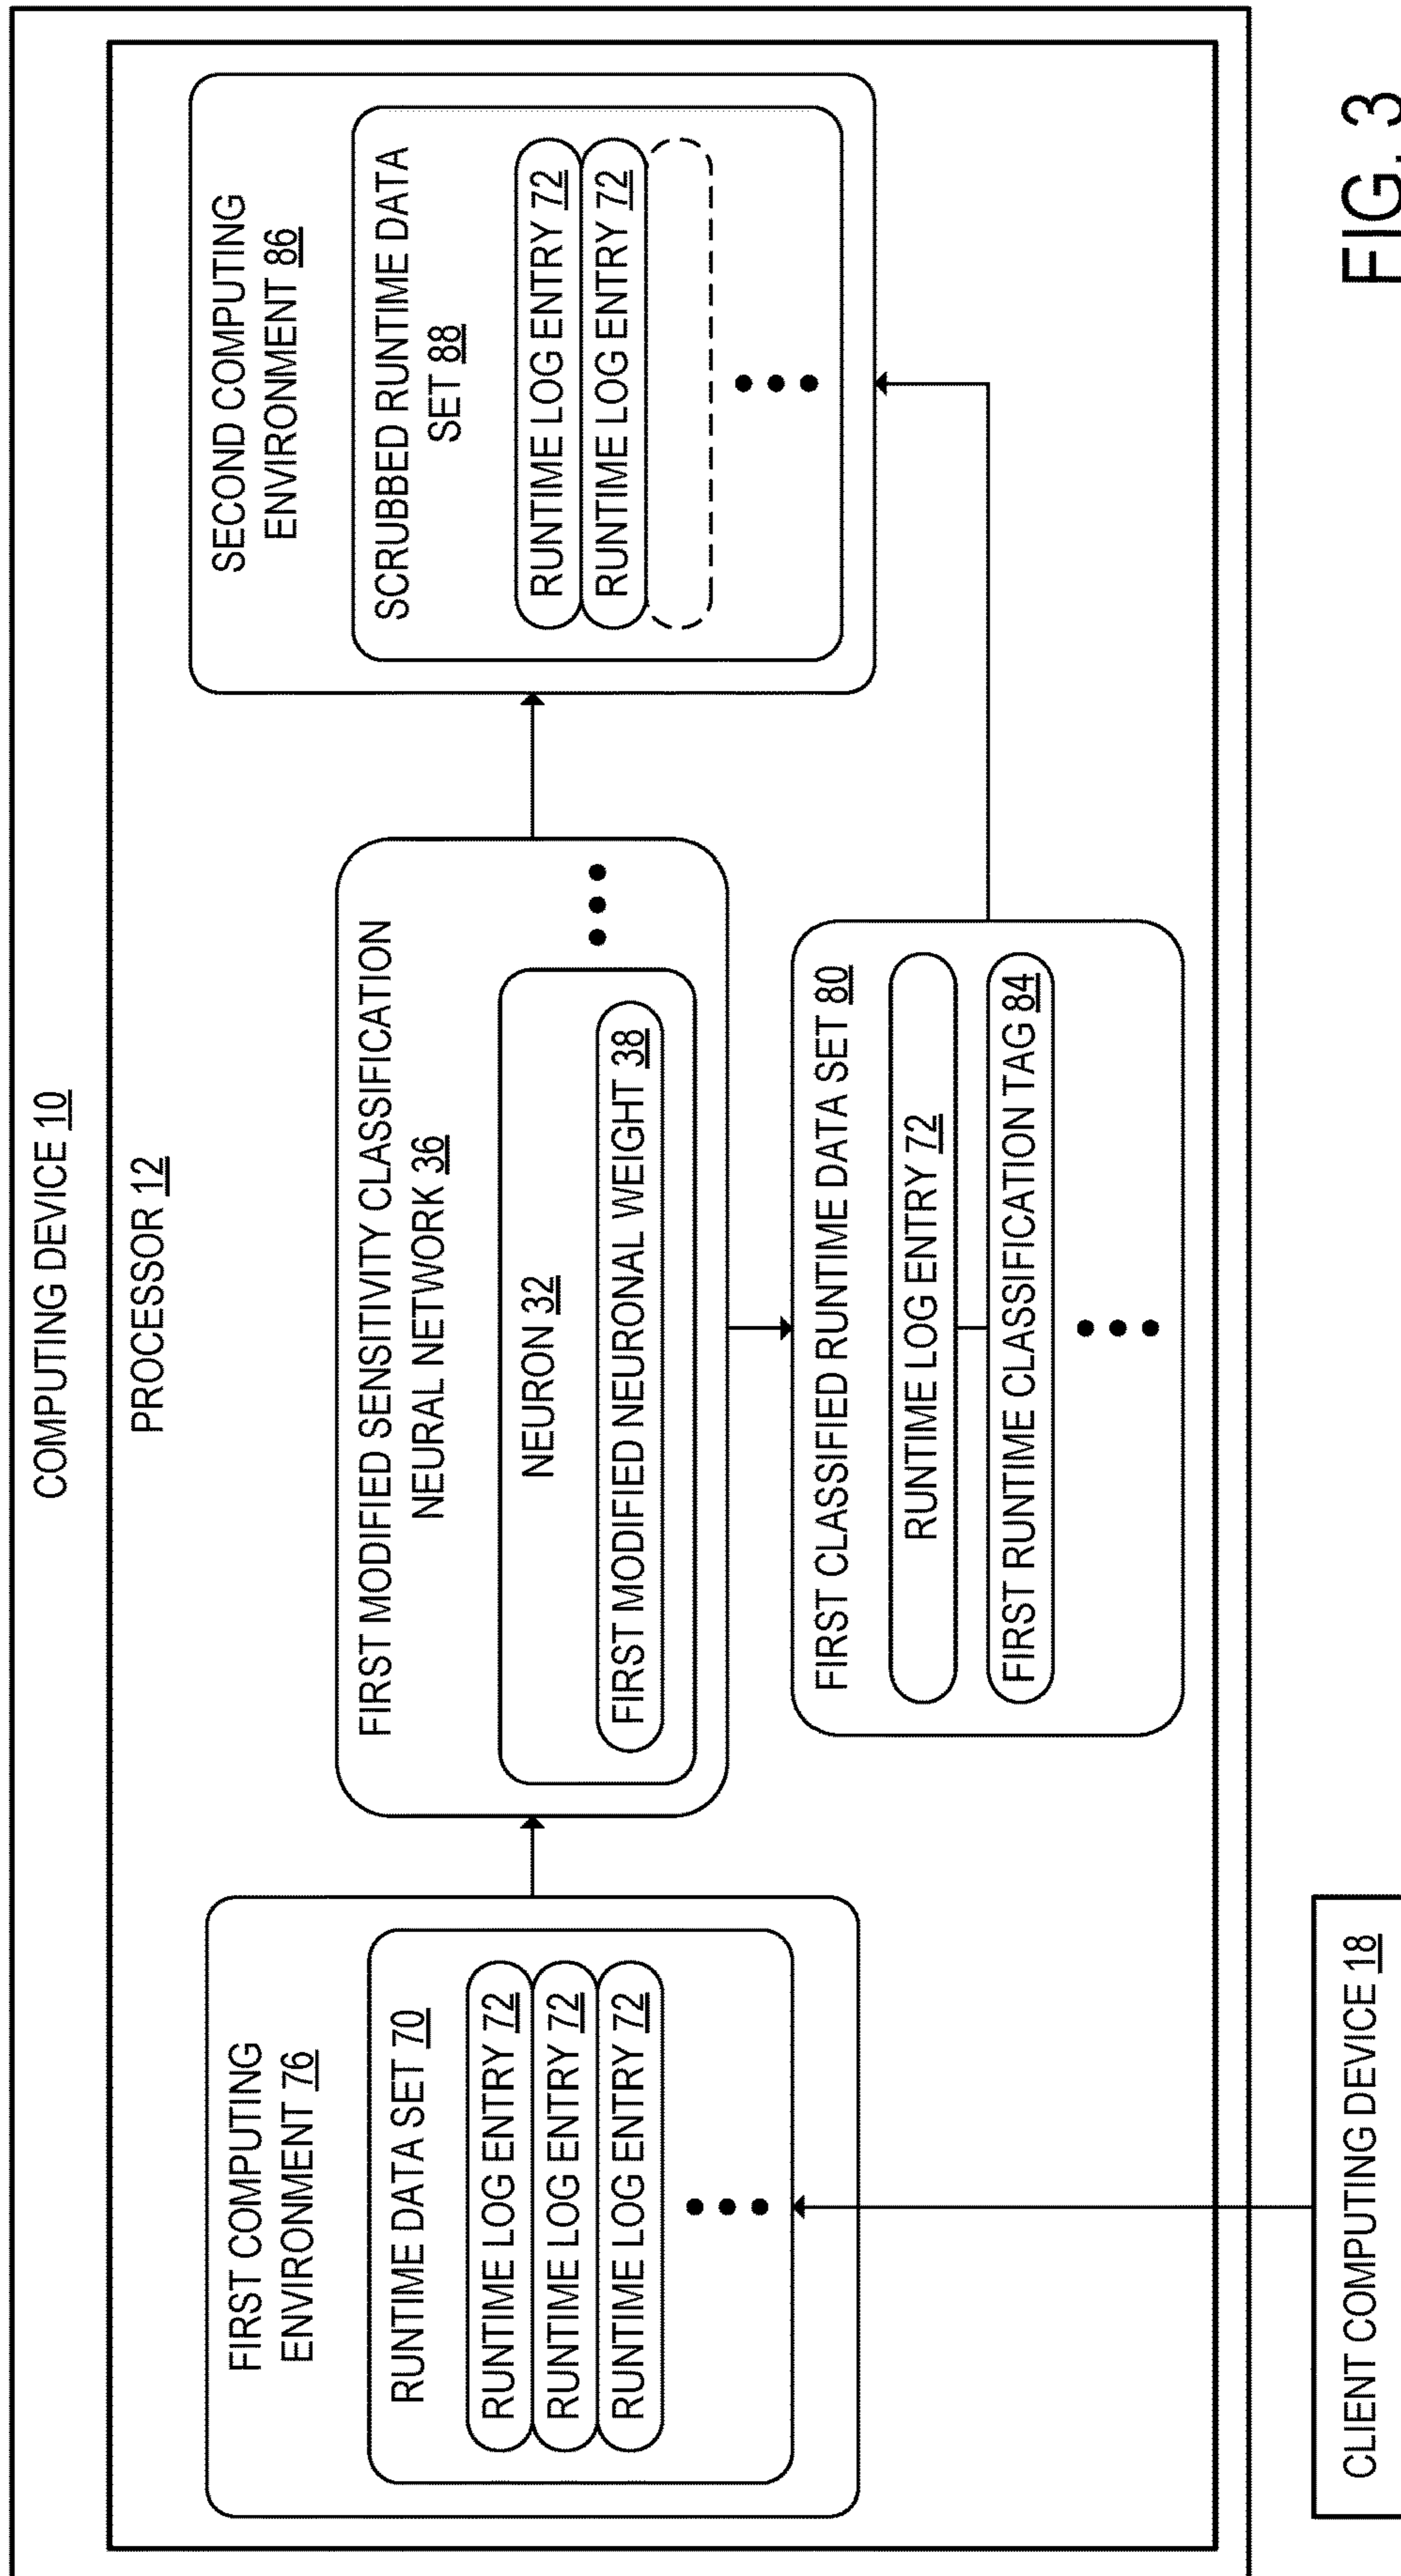 COMPUTING DEVICE 10
PROCESSOR 12
FIRST COMPUTING
ENVIRONMENT 76
RUNTIME DATA SET 70
RUNTIME LOG ENTRY 72
RUNTIME LOG ENTRY 72
RUNTIME LOG ENTRY 72
FIRST MODIFIED SENSITIVITY CLASSIFICATION
NEURAL NETWORK 36
NEURON 32
FIRST MODIFIED NEURONAL WEIGHT 38
FIRST CLASSIFIED RUNTIME DATA SET 80
RUNTIME LOG ENTRY 72
FIRST RUNTIME CLASSIFICATION TAG 84
SECOND COMPUTING
ENVIRONMENT 86
SCRUBBED RUNTIME DATA
SET 88
RUNTIME LOG ENTRY 72
RUNTIME LOG ENTRY 72
CLIENT COMPUTING DEVICE 18
FIG. 3